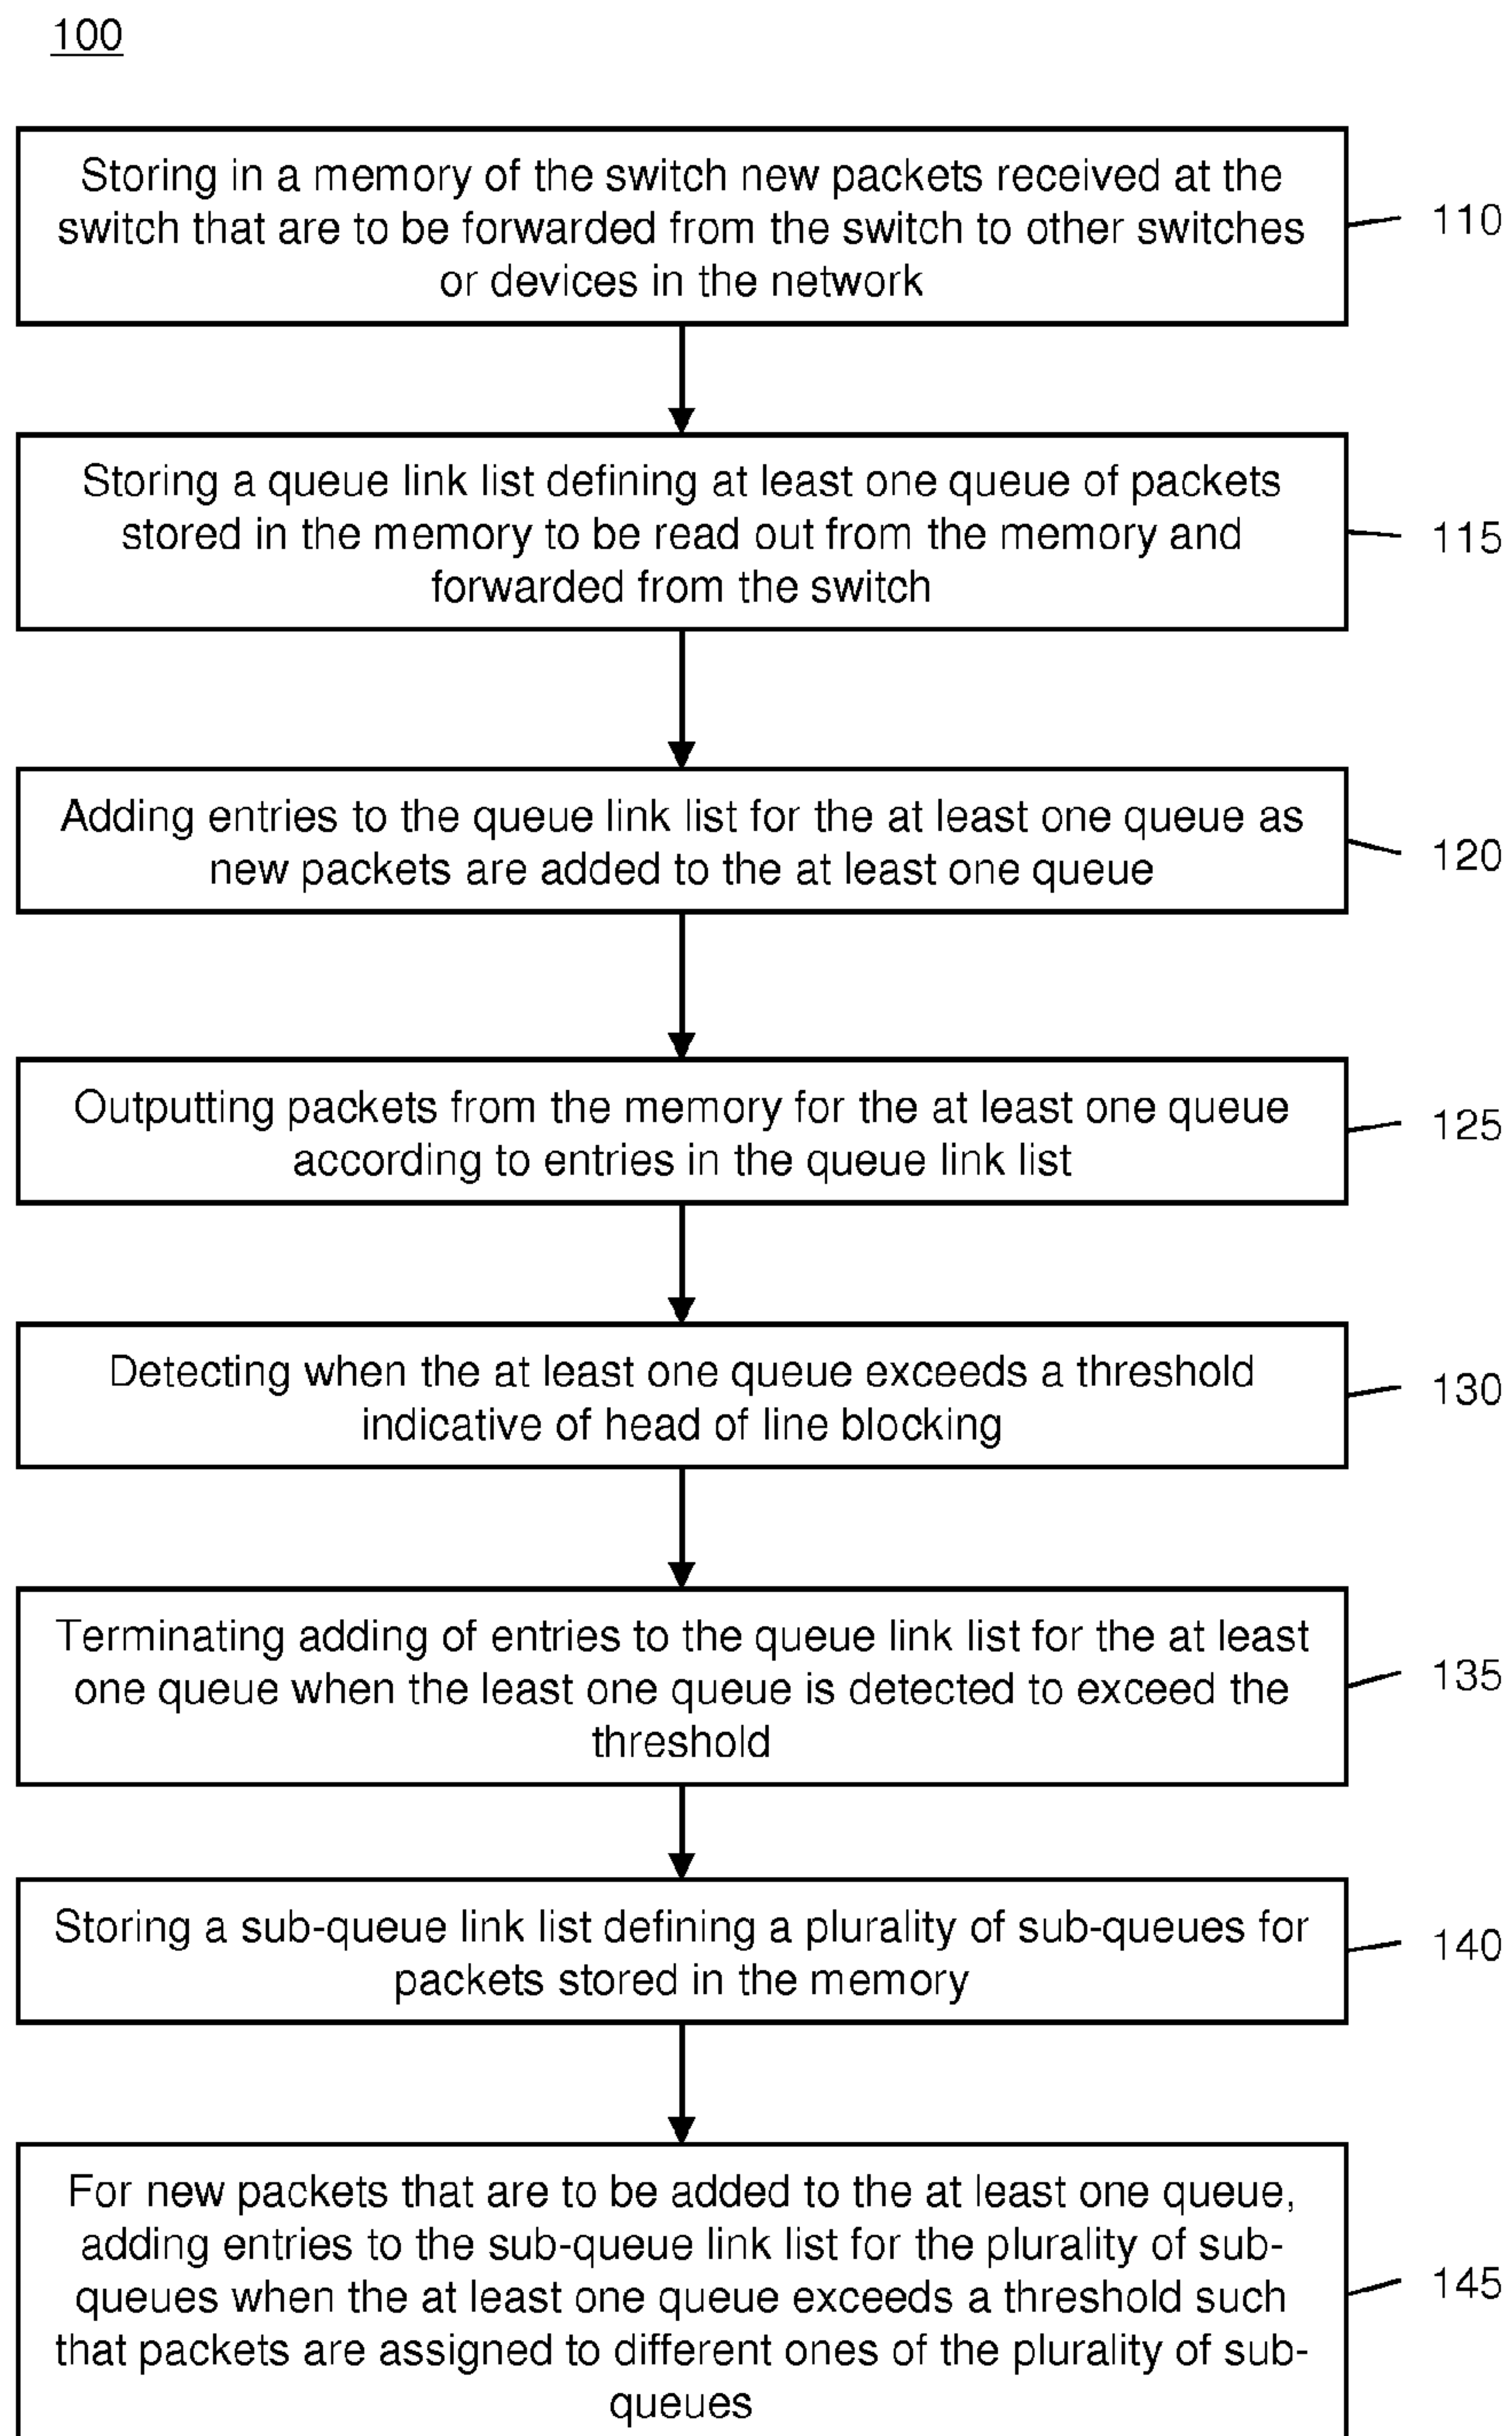 100
Storing in a memory of the switch new packets received at the
switch that are to be forwarded from the switch to other switches
or devices in the network
110
Storing a queue link list defining at least one queue of packets
stored in the memory to be read out from the memory and
forwarded from the switch
115
Adding entries to the queue link list for the at least one queue as
new packets are added to the at least one queue
120
Outputting packets from the memory for the at least one queue
according to entries in the queue link list
125
Detecting when the at least one queue exceeds a threshold
indicative of head of line blocking
130
Terminating adding of entries to the queue link list for the at least
one queue when the least one queue is detected to exceed the
threshold
135
Storing a sub-queue link list defining a plurality of sub-queues for
packets stored in the memory
140
For new packets that are to be added to the at least one queue,
adding entries to the sub-queue link list for the plurality of sub-
queues when the at least one queue exceeds a threshold such
that packets are assigned to different ones of the plurality of sub-
queues
145